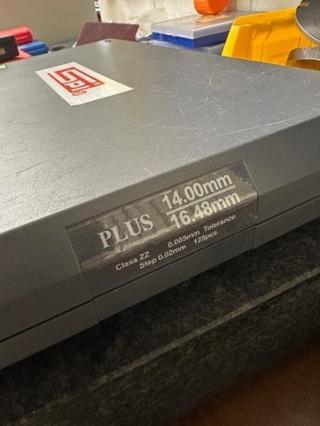 PLUS 14.00mm
16.48mm
Class ZZ 0.005mm Tolerance
Step 0.02mm 125pcs